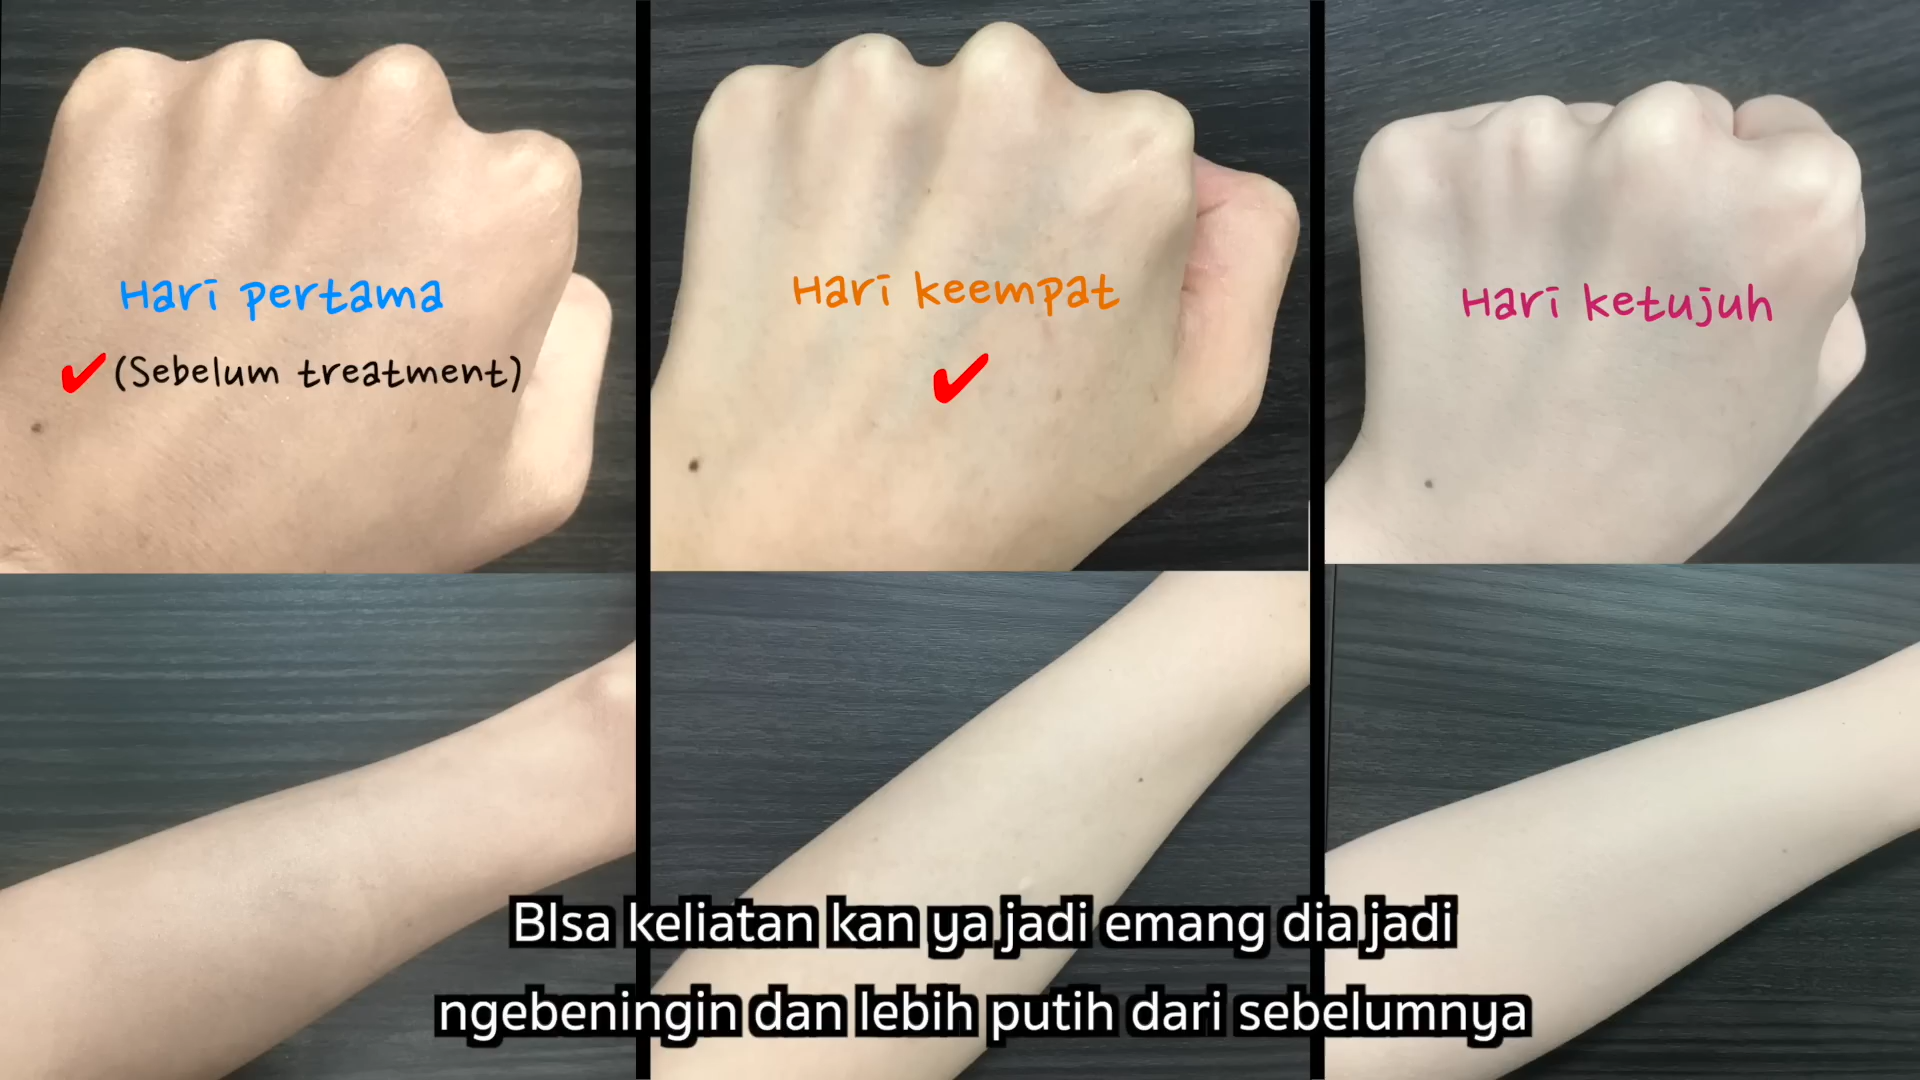 Hari pertama
✔(Sebelum treatment)
Hari keempat
✔
Hari ketujuh
BIsa keliatan kan ya jadi emang dia jadi
ngebeningin dan lebih putih dari sebelumnya